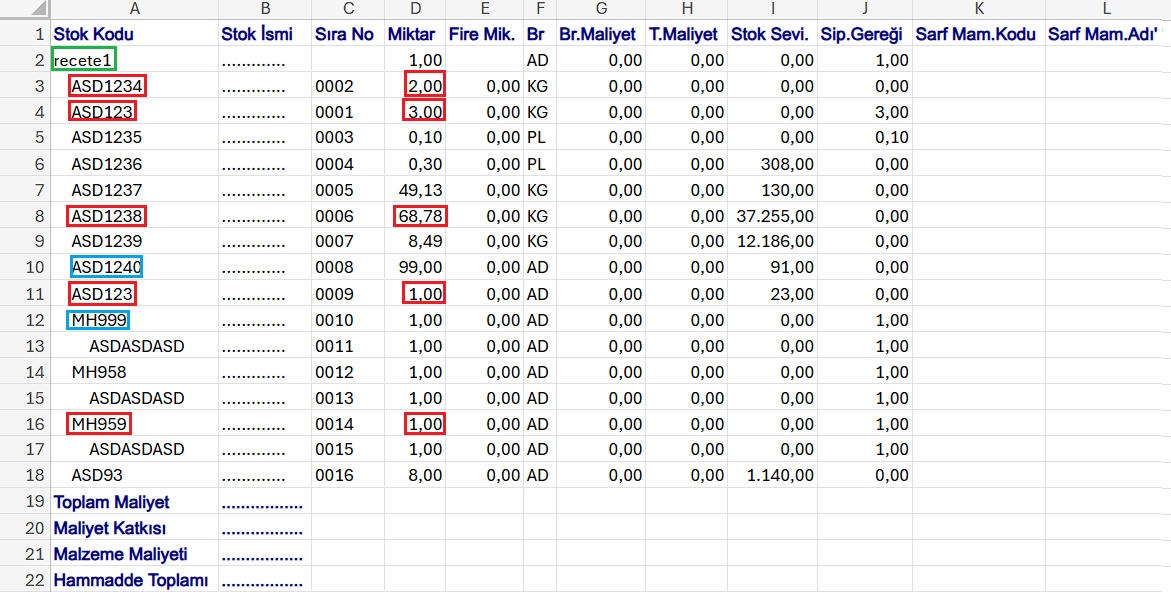 A B C D E F G H I J K L
1 Stok Kodu Stok İsmi Sıra No Miktar Fire Mik. Br Br.Maliyet T.Maliyet Stok Sevi. Sip.Gereği Sarf Mam.Kodu Sarf Mam.Adı'
2 recete1 ............. 1,00 AD 0,00 0,00 0,00 1,00
3 ASD1234 ............. 0002 2,00 0,00 KG 0,00 0,00 0,00 0,00
4 ASD123 ............. 0001 3,00 0,00 KG 0,00 0,00 0,00 3,00
5 ASD1235 ............. 0003 0,10 0,00 PL 0,00 0,00 0,00 0,10
6 ASD1236 ............. 0004 0,30 0,00 PL 0,00 0,00 308,00 0,00
7 ASD1237 ............. 0005 49,13 0,00 KG 0,00 0,00 130,00 0,00
8 ASD1238 ............. 0006 68,78 0,00 KG 0,00 0,00 37.255,00 0,00
9 ASD1239 ............. 0007 8,49 0,00 KG 0,00 0,00 12.186,00 0,00
10 ASD1240 ............. 0008 99,00 0,00 AD 0,00 0,00 91,00 0,00
11 ASD123 ............. 0009 1,00 0,00 AD 0,00 0,00 23,00 0,00
12 MH999 ............. 0010 1,00 0,00 AD 0,00 0,00 0,00 1,00
13 ASDASDASD ............. 0011 1,00 0,00 AD 0,00 0,00 0,00 1,00
14 MH958 ............. 0012 1,00 0,00 AD 0,00 0,00 0,00 1,00
15 ASDASDASD ............. 0013 1,00 0,00 AD 0,00 0,00 0,00 1,00
16 MH959 ............. 0014 1,00 0,00 AD 0,00 0,00 0,00 1,00
17 ASDASDASD ............. 0015 1,00 0,00 AD 0,00 0,00 0,00 1,00
18 ASD93 ............. 0016 8,00 0,00 AD 0,00 0,00 1.140,00 0,00
19 Toplam Maliyet .................
20 Maliyet Katkısı .................
21 Malzeme Maliyeti .................
22 Hammadde Toplamı .................